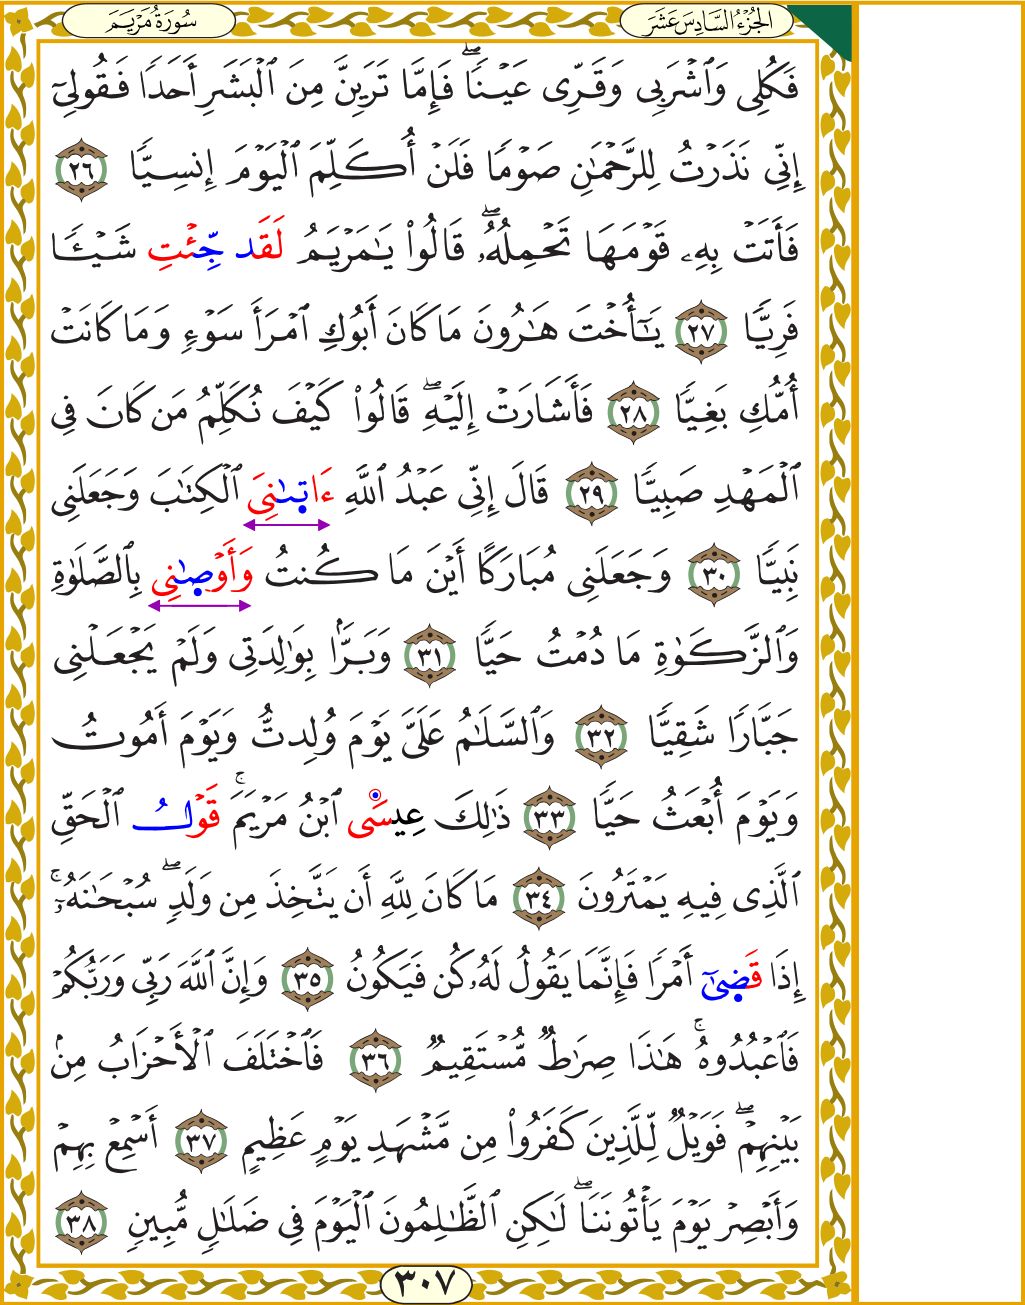 الجُزْءُ السَّادِسَ عَشَرَ
سُورَةُ مَرْيَمَ
فَكُلِى وَٱشْرَبِى وَقَرِّى عَيْنًۭا ۖ فَإِمَّا تَرَيِنَّ مِنَ ٱلْبَشَرِ أَحَدًۭا فَقُولِىٓ
إِنِّى نَذَرْتُ لِلرَّحْمَٰنِ صَوْمًۭا فَلَنْ أُكَلِّمَ ٱلْيَوْمَ إِنسِيًّۭا ٢٦
فَأَتَتْ بِهِۦ قَوْمَهَا تَحْمِلُهُۥ ۖ قَالُوا۟ يَٰمَرْيَمُ لَقَد جِّئْتِ شَيْـًۭٔا
فَرِيًّۭا ٢٧ يَٰٓأُخْتَ هَٰرُونَ مَا كَانَ أَبُوكِ ٱمْرَأَ سَوْءٍۢ وَمَا كَانَتْ
أُمُّكِ بَغِيًّۭا ٢٨ فَأَشَارَتْ إِلَيْهِ ۖ قَالُوا۟ كَيْفَ نُكَلِّمُ مَن كَانَ فِى
ٱلْمَهْدِ صَبِيًّۭا ٢٩ قَالَ إِنِّى عَبْدُ ٱللَّهِ ءَاتىٰنِىَ ٱلْكِتَٰبَ وَجَعَلَنِى
نَبِيًّۭا ٣٠ وَجَعَلَنِى مُبَارَكًا أَيْنَ مَا كُنتُ وَأَوْصىٰنِى بِٱلصَّلَوٰةِ
وَٱلزَّكَوٰةِ مَا دُمْتُ حَيًّۭا ٣١ وَبَرًّۢا بِوَٰلِدَتِى وَلَمْ يَجْعَلْنِى
جَبَّارًۭا شَقِيًّۭا ٣٢ وَٱلسَّلَٰمُ عَلَىَّ يَوْمَ وُلِدتُّ وَيَوْمَ أَمُوتُ
وَيَوْمَ أُبْعَثُ حَيًّۭا ٣٣ ذَٰلِكَ عِيسَى ٱبْنُ مَرْيَمَ ۚ قَوْلُ ٱلْحَقِّ
ٱلَّذِى فِيهِ يَمْتَرُونَ ٣٤ مَا كَانَ لِلَّهِ أَن يَتَّخِذَ مِن وَلَدٍۢ ۖ سُبْحَٰنَهُۥٓ ۚ
إِذَا قَضىٰٓ أَمْرًۭا فَإِنَّمَا يَقُولُ لَهُۥ كُن فَيَكُونُ ٣٥ وَإِنَّ ٱللَّهَ رَبِّى وَرَبُّكُمْ
فَٱعْبُدُوهُ ۚ هَٰذَا صِرَٰطٌۭ مُّسْتَقِيمٌۭ ٣٦ فَٱخْتَلَفَ ٱلْأَحْزَابُ مِنۢ
بَيْنِهِمْ ۖ فَوَيْلٌۭ لِّلَّذِينَ كَفَرُوا۟ مِن مَّشْهَدِ يَوْمٍ عَظِيمٍ ٣٧ أَسْمِعْ بِهِمْ
وَأَبْصِرْ يَوْمَ يَأْتُونَنَا ۖ لَٰكِنِ ٱلظَّٰلِمُونَ ٱلْيَوْمَ فِى ضَلَٰلٍۢ مُّبِينٍۢ ٣٨
٣٠٧